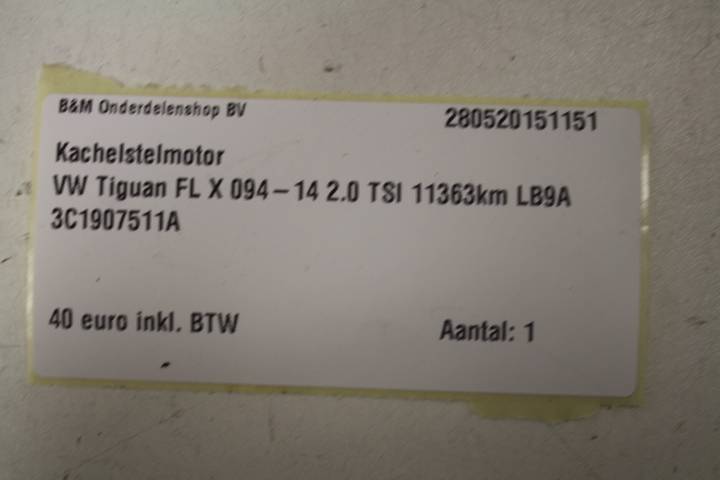 B&M Onderdelenshop BV 280520151151
Kachelstelmotor
VW Tiguan FL X 094-14 2.0 TSI 11363km LB9A
3C1907511A
40 euro inkl. BTW Aantal: 1